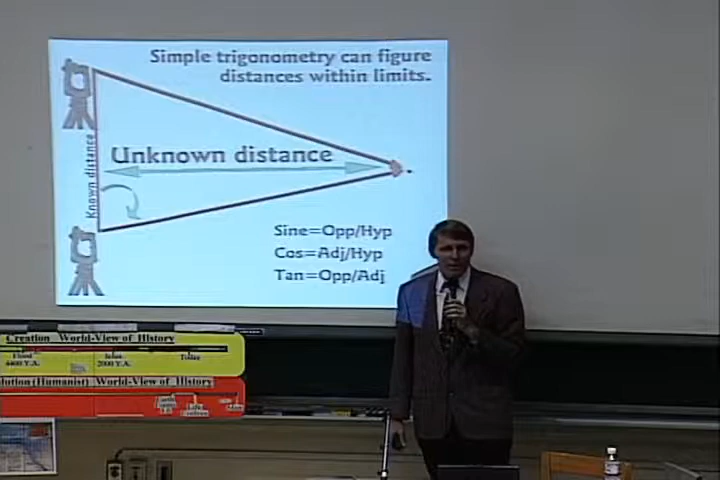 Simple trigonometry can figure
distances within limits.
Known distance
Unknown distance
Sine=Opp/Hyp
Cos=Adj/Hyp
Tan=Opp/Adj
Creation World-View of History
Flood
4400 Y.A.
2000 Y.A.
Today
(Humanist) World-View of History